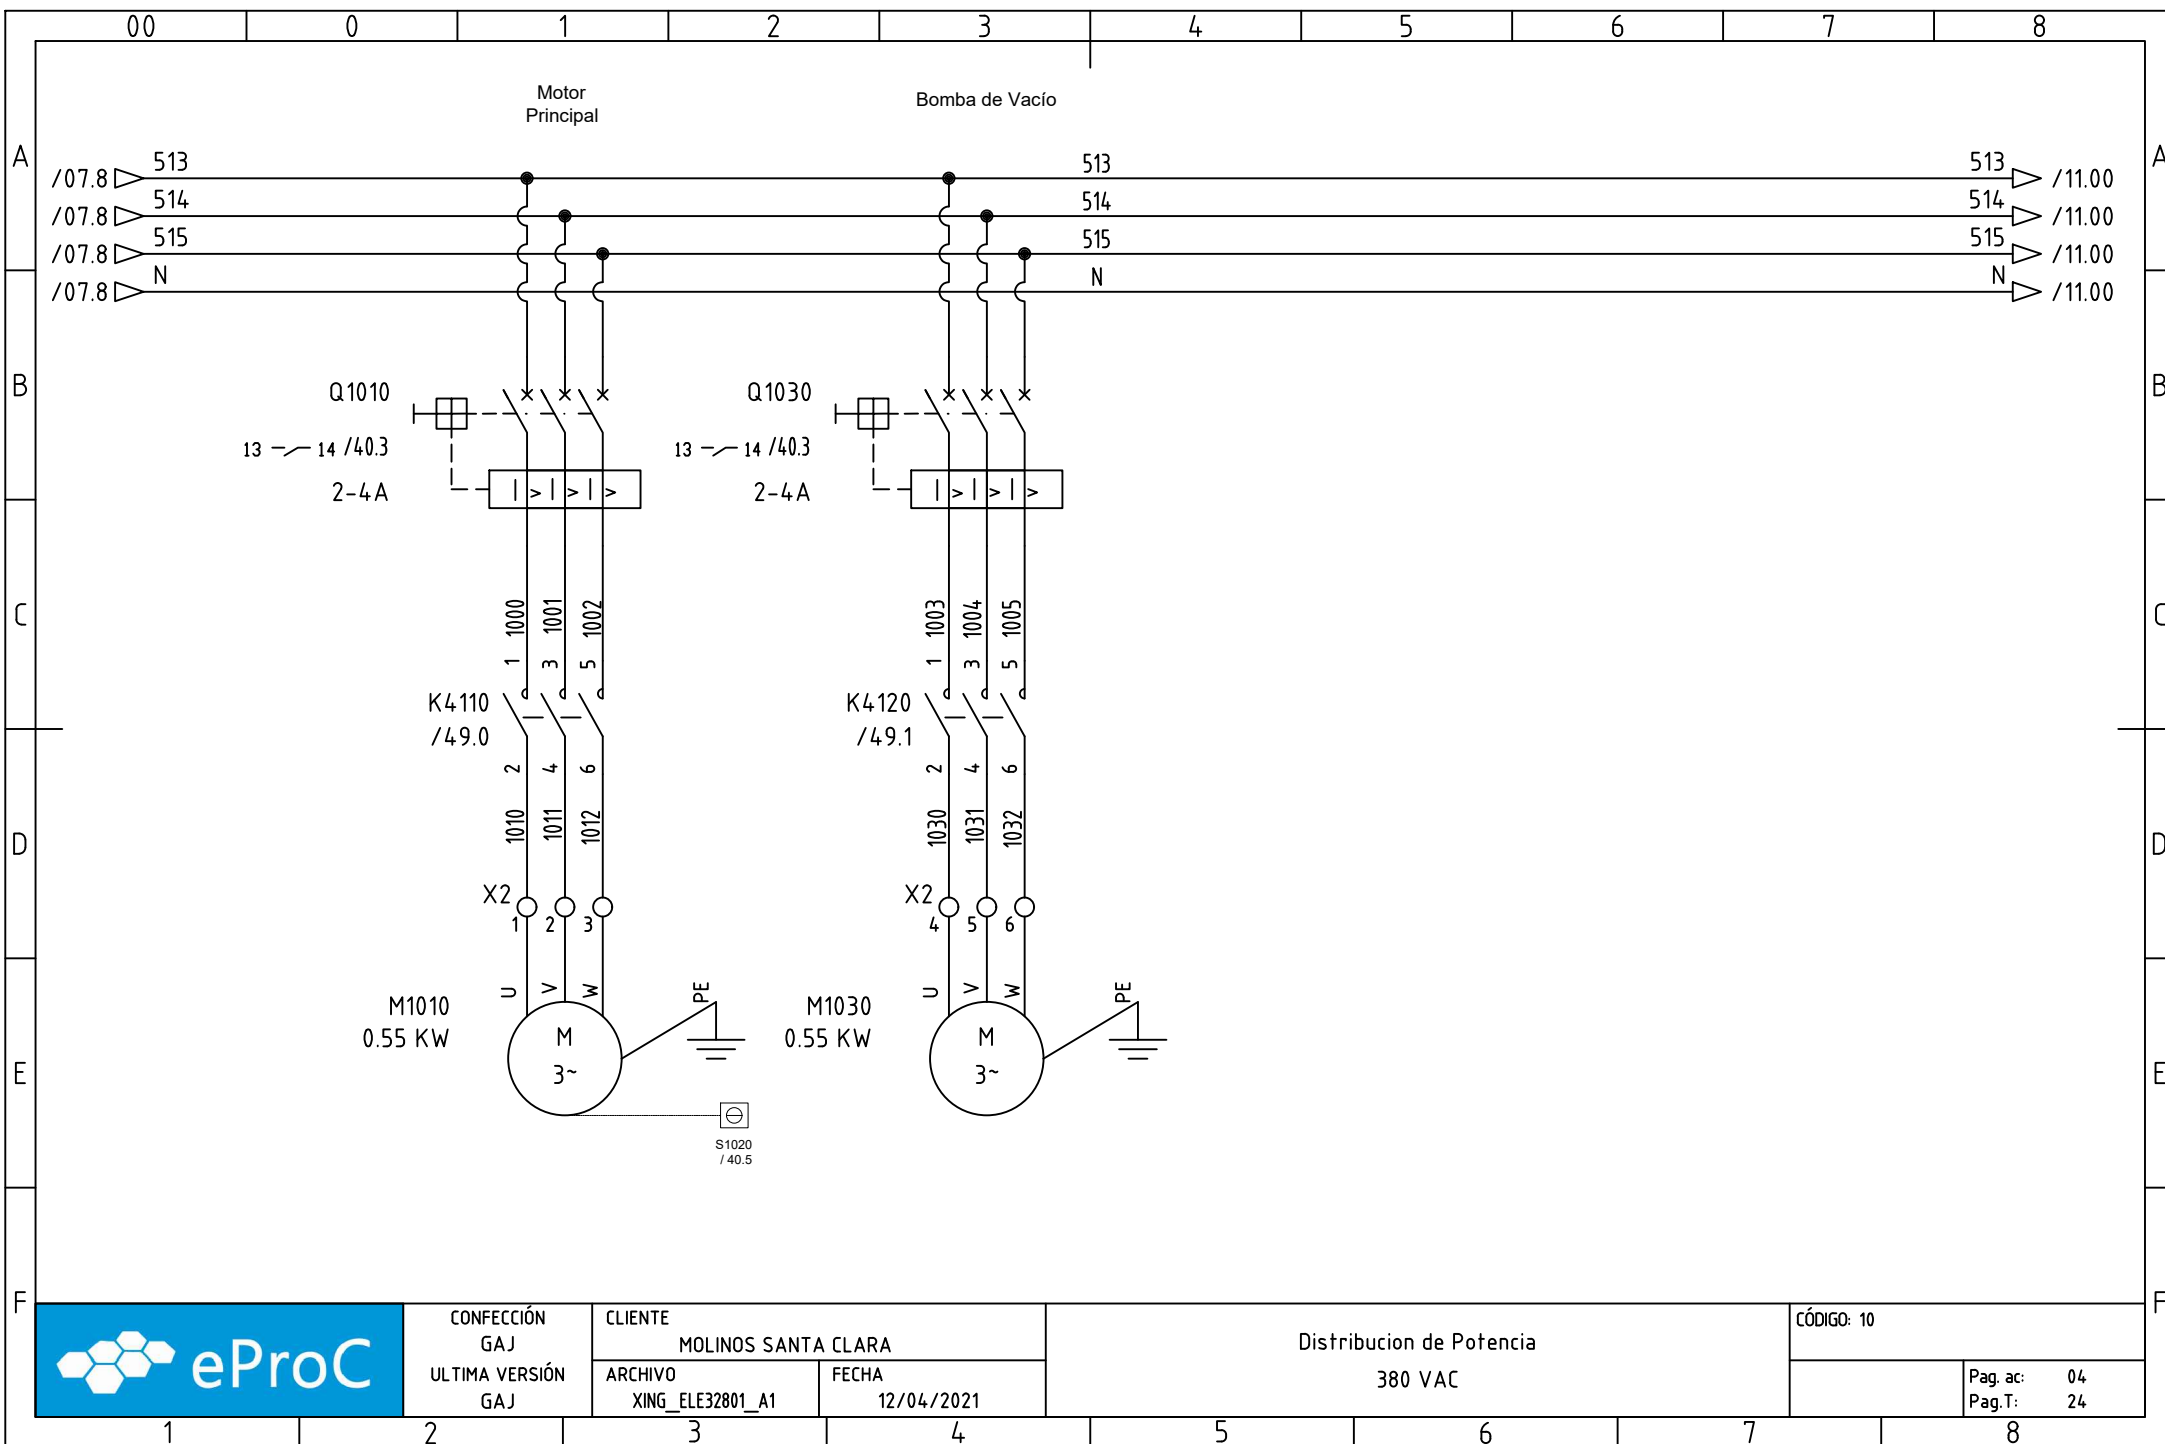 00 0 1 2 3 4 5 6 7 8
Motor
Principal
Bomba de Vacío
A A
/07.8 513 513 513 /11.00
/07.8 514 514 514 /11.00
/07.8 515 515 515 /11.00
/07.8 N N N /11.00
B B
Q1010 Q1030
13 14 /40.3 13 14 /40.3
2-4A I> I> I> 2-4A I> I> I>
C C
1000 1001 1002 1003 1004 1005
1 3 5 1 3 5
K4110 K4120
/49.0 /49.1
2 4 6 2 4 6
1010 1011 1012 1030 1031 1032
D D
X2 X2
1 2 3 4 5 6
U V W PE U V W PE
M1010 M1030
0.55 KW M 0.55 KW M
3~ 3~
E E
S1020
/ 40.5
F F
eProC
CONFECCIÓN
GAJ
ULTIMA VERSIÓN
GAJ
CLIENTE
MOLINOS SANTA CLARA
ARCHIVO
XING_ELE32801_A1
FECHA
12/04/2021
Distribucion de Potencia
380 VAC
CÓDIGO: 10
Pag. ac: 04
Pag.T: 24
1 2 3 4 5 6 7 8